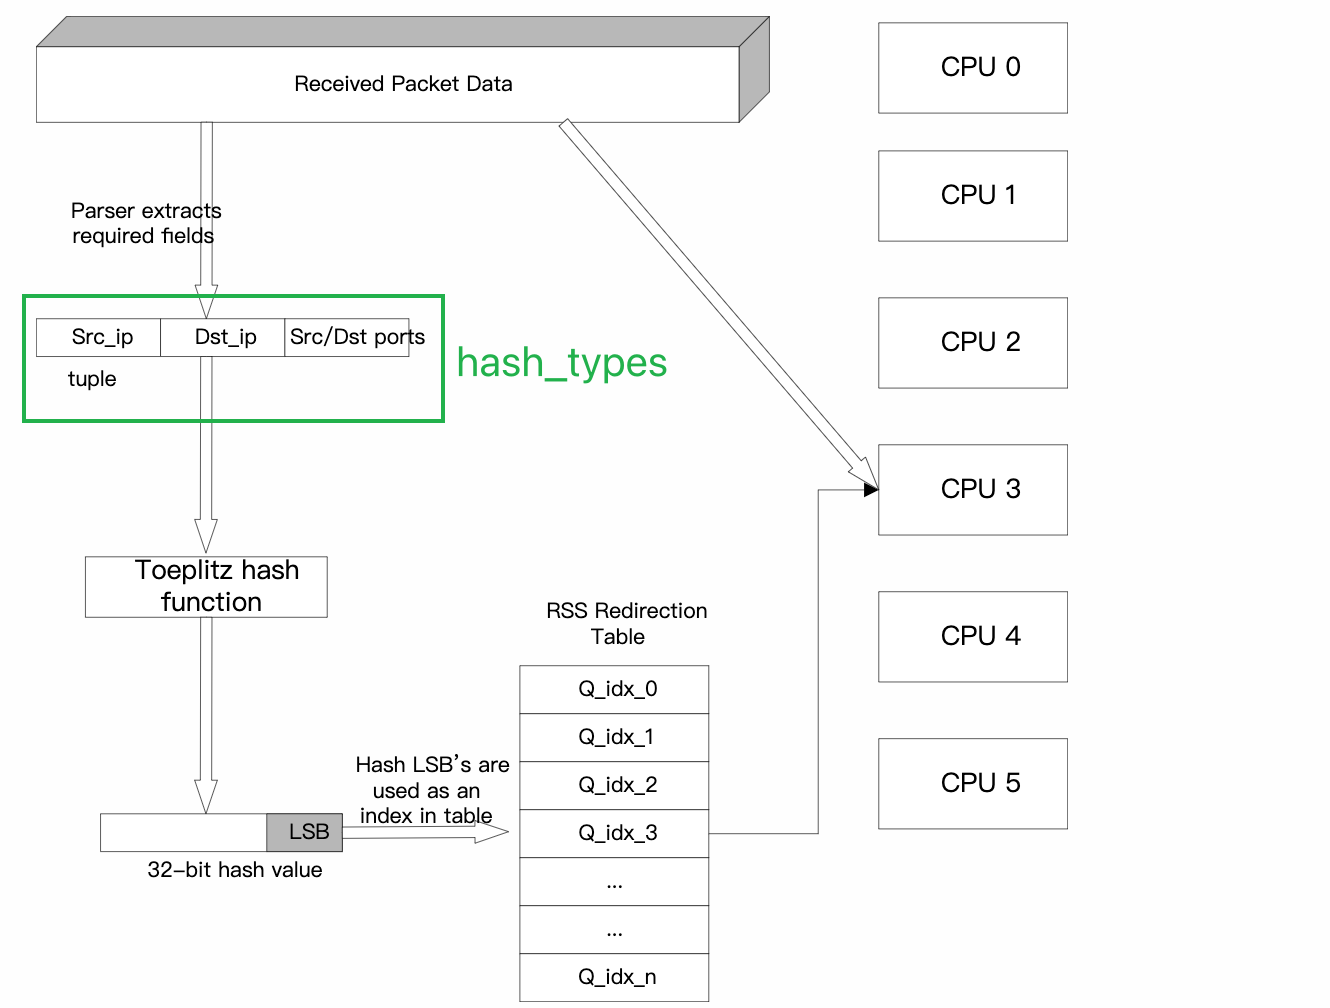 Received Packet Data
CPU 0
CPU 1
Parser extracts
required fields
Src_ip
Dst_ip
Src/Dst ports
tuple
hash_types
CPU 2
CPU 3
Toeplitz hash
function
RSS Redirection
Table
CPU 4
Q_idx_0
Q_idx_1
Hash LSB’s are
used as an
index in table
Q_idx_2
CPU 5
LSB
32-bit hash value
Q_idx_3
...
...
Q_idx_n